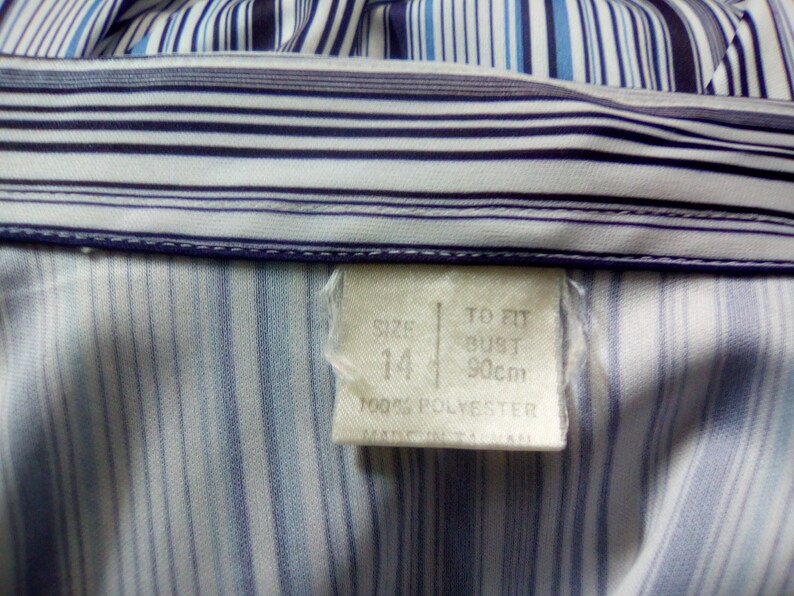 SIZE
14
TO FIT
BUST
90cm
100% POLYESTER
MADE IN TAIWAN